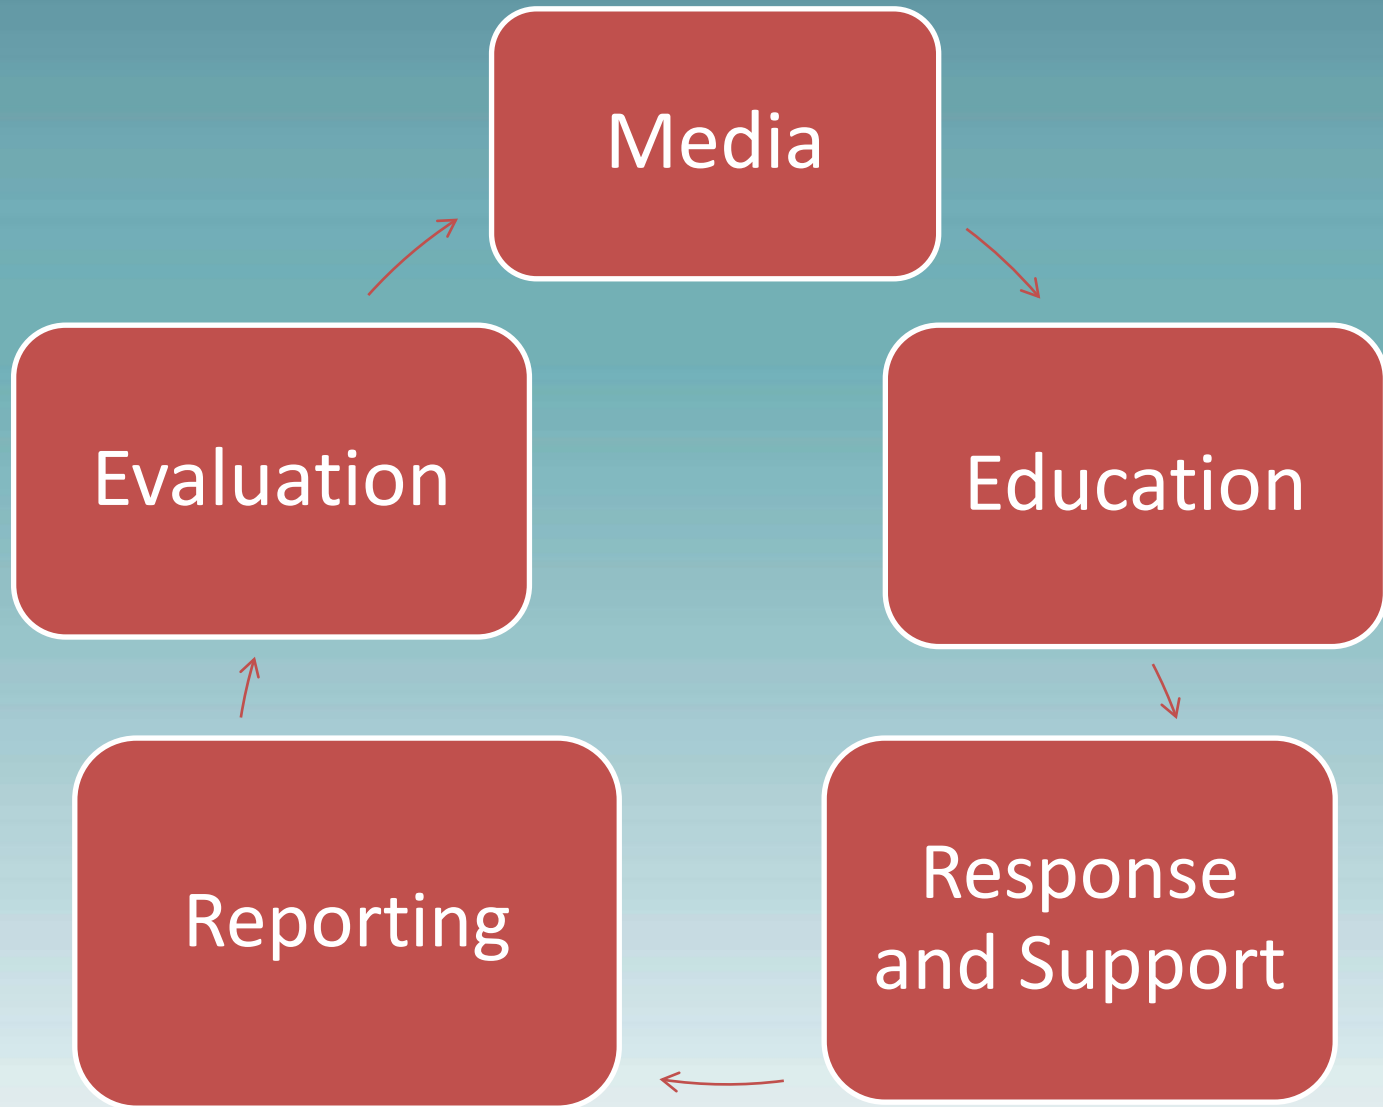 Media
Education
Response
and Support
Reporting
Evaluation